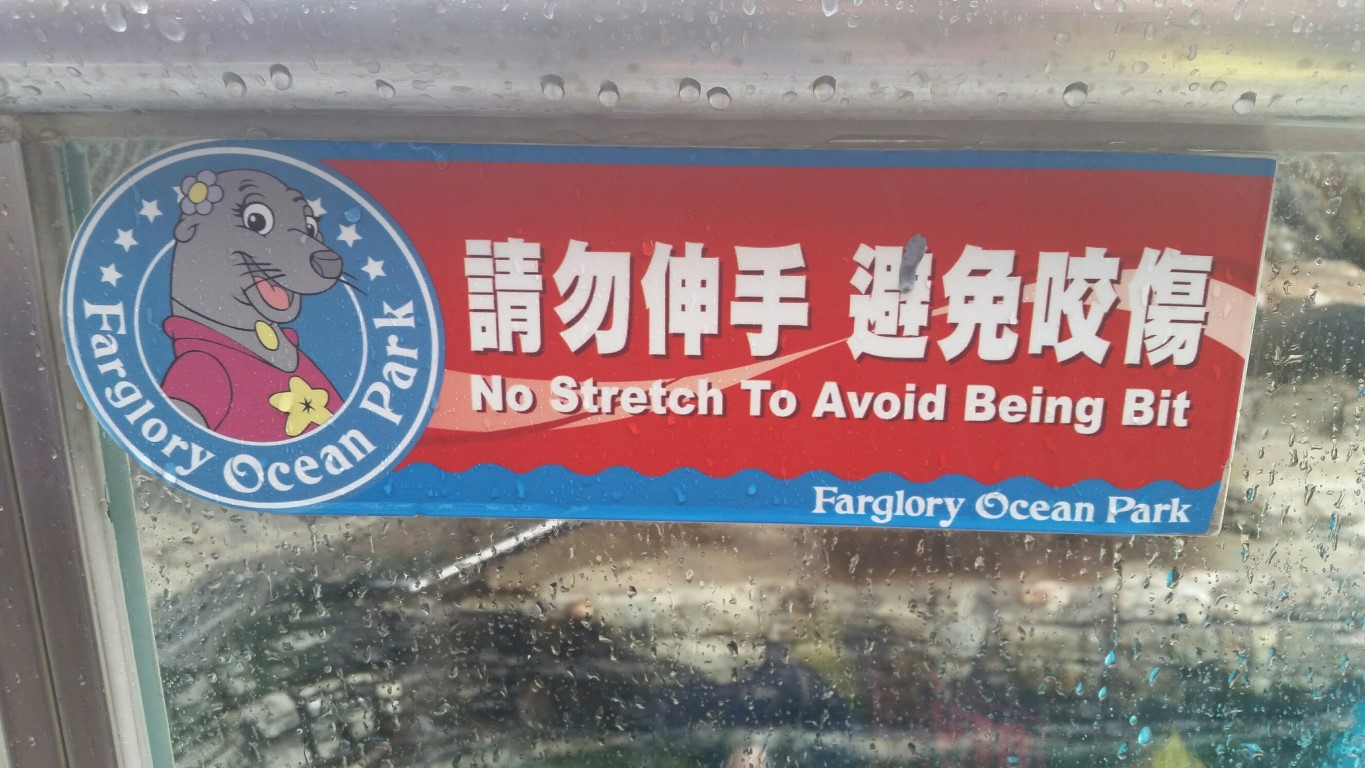 Farglory Ocean Park
請勿伸手 避免咬傷
No Stretch To Avoid Being Bit
Farglory Ocean Park